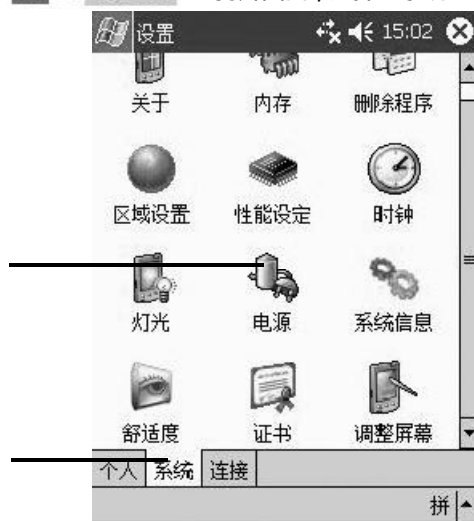 设置 15:02
关于 内存 删除程序
区域设置 性能设定 时钟
灯光 电源 系统信息
舒适度 证书 调整屏幕
个人 系统 连接
拼